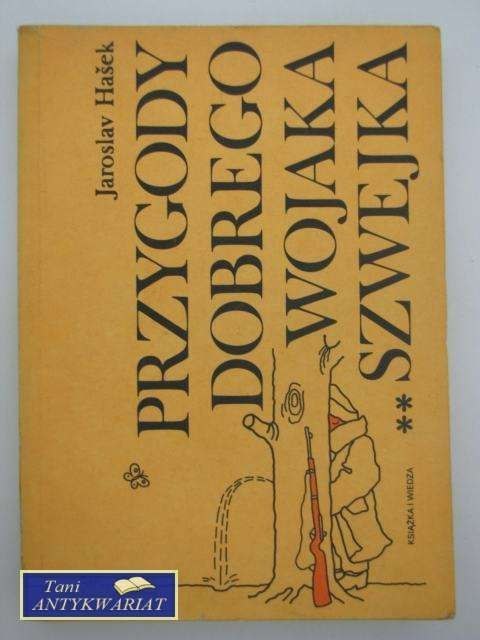 Jaroslav Hašek
PRZYGODY
DOBREGO
WOJAKA
** SZWEJKA
KSIĄŻKA I WIEDZA
Tani
ANTYKWARIAT